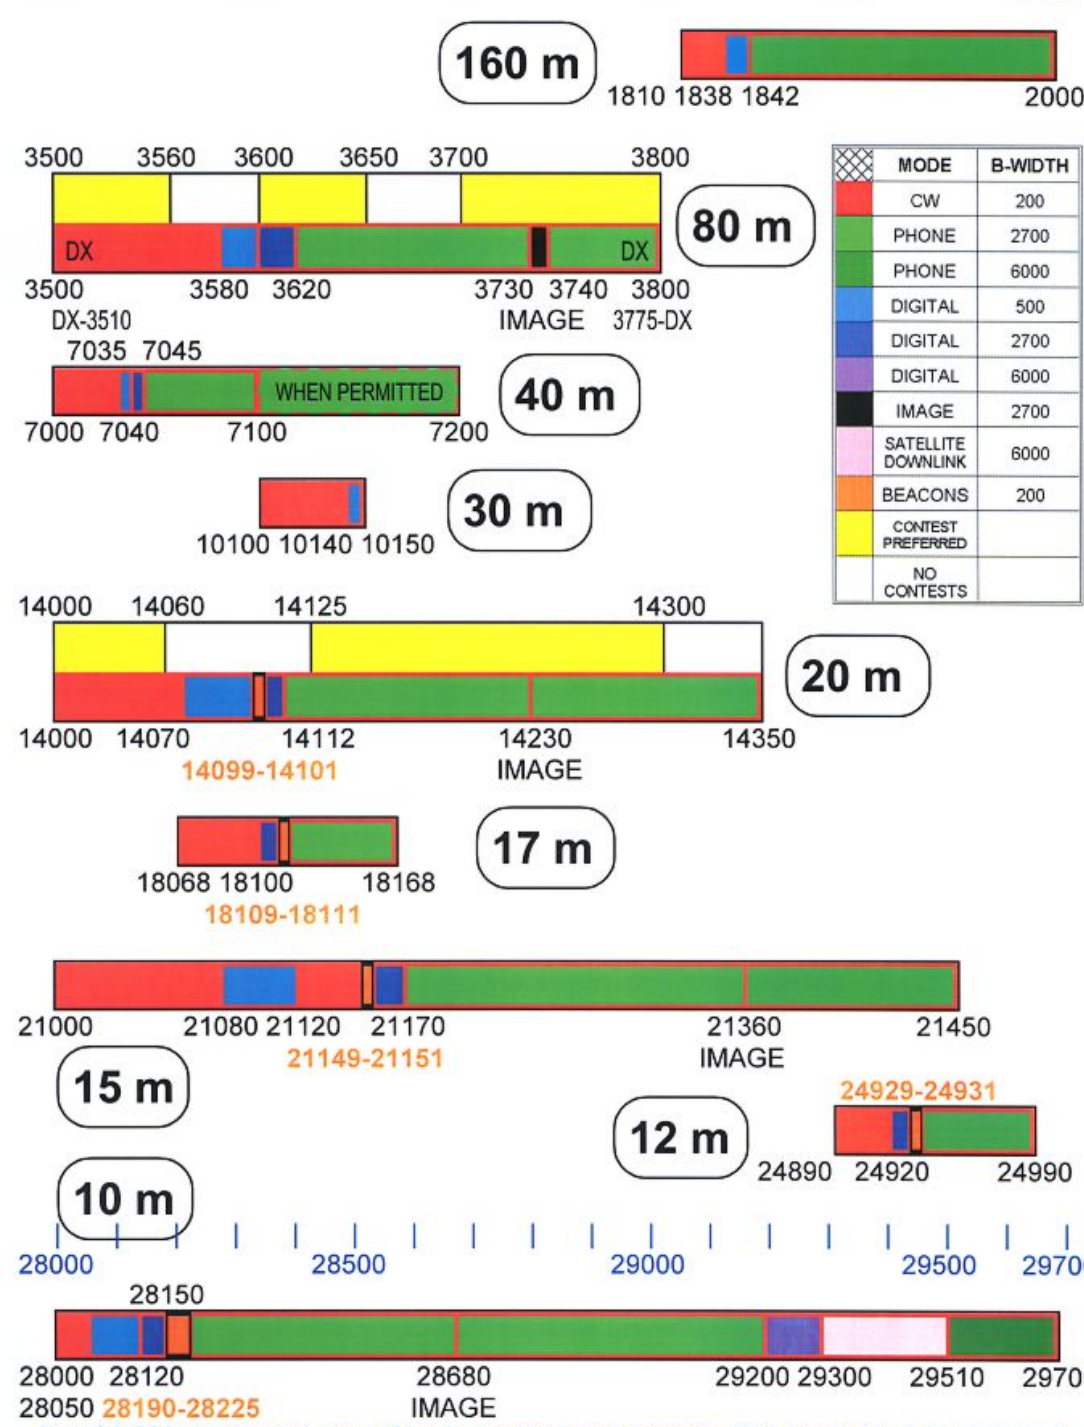 160 m
1810 1838 1842 2000
3500 3560 3600 3650 3700 3800
MODE B-WIDTH
CW 200
PHONE 2700
PHONE 6000
DIGITAL 500
DIGITAL 2700
DIGITAL 6000
IMAGE 2700
SATELLITE
DOWNLINK 6000
BEACONS 200
CONTEST
PREFERRED
NO
CONTESTS
80 m
DX DX
3500 3580 3620 3730 3740 3800
DX-3510 IMAGE 3775-DX
7035 7045
WHEN PERMITTED
40 m
7000 7040 7100 7200
30 m
10100 10140 10150
14000 14060 14125 14300
20 m
14000 14070 14112 14230 14350
14099-14101 IMAGE
17 m
18068 18100 18168
18109-18111
21000 21080 21120 21170 21360 21450
21149-21151 IMAGE
15 m
24929-24931
12 m
24890 24920 24990
10 m
28000 28500 29000 29500 2970
28150
28000 28120 28680 29200 29300 29510 2970
28050 28190-28225 IMAGE